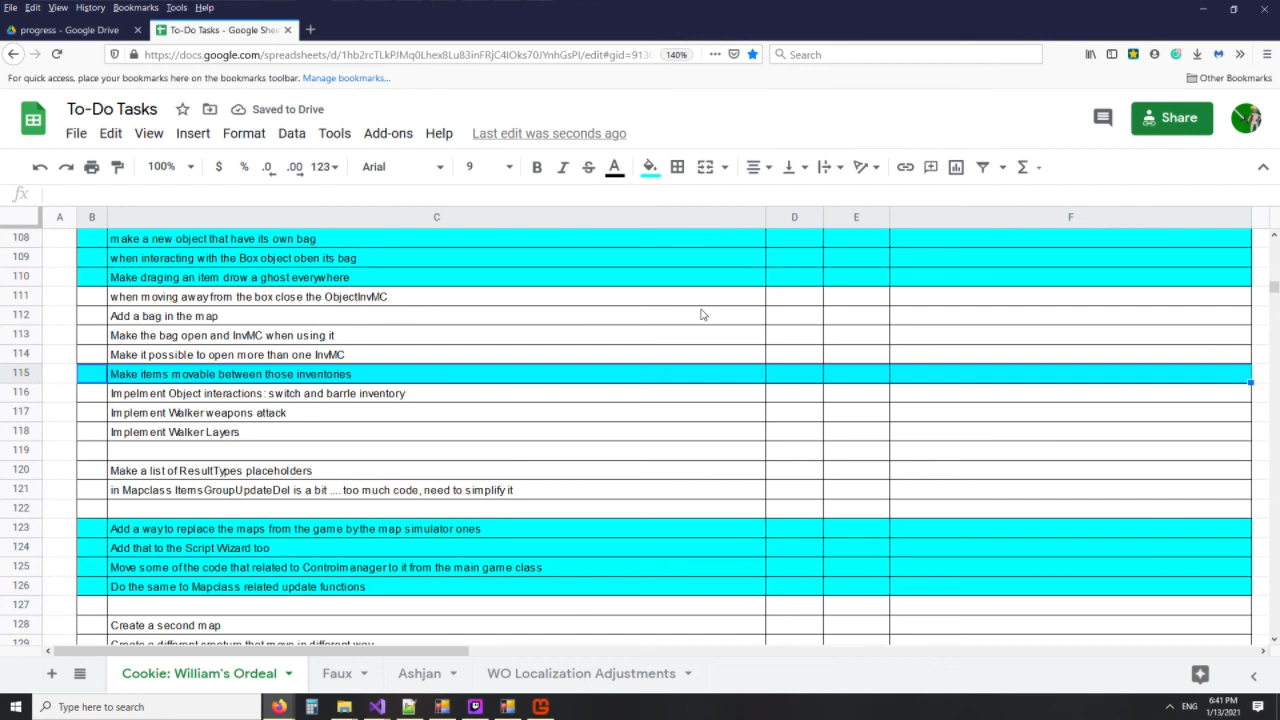 File Edit View History Bookmarks Tools Help
progress - Google Drive To-Do Tasks - Google She
https://docs.google.com/spreadsheets/d/1hb2rcTLkPJMq0Lhex8Lu83inFRjC4IOks70JYnhGsPI/edit#gid=913 140% Search
For quick access, place your bookmarks here on the bookmarks toolbar. Manage bookmarks... Other Bookmarks
To-Do Tasks Saved to Drive
Share
File Edit View Insert Format Data Tools Add-ons Help Last edit was seconds ago
100% $ % .0 .00 123 Arial 9 B I S A Σ
fx
A B C D E F
108 make a new object that have its own bag
109 when interacting with the Box object oben its bag
110 Make draging an item drow a ghost everywhere
111 when moving away from the box close the ObjectInvMC
112 Add a bag in the map
113 Make the bag open and InvMC when using it
114 Make it possible to open more than one InvMC
115 Make items movable between those inventories
116 Impelment Object interactions: switch and barrle inventory
117 Implement Walker weapons attack
118 Implement Walker Layers
119
120 Make a list of ResultTypes placeholders
121 in Mapclass ItemsGroupUpdateDel is a bit .... too much code, need to simplify it
122
123 Add a way to replace the maps from the game by the map simulator ones
124 Add that to the Script Wizard too
125 Move some of the code that related to Controlmanager to it from the main game class
126 Do the same to Mapclass related update functions
127
128 Create a second map
129 Create a different creature that move in different way
Cookie: William's Ordeal Faux Ashjan WO Localization Adjustments
Type here to search ENG 6:41 PM
1/13/2021